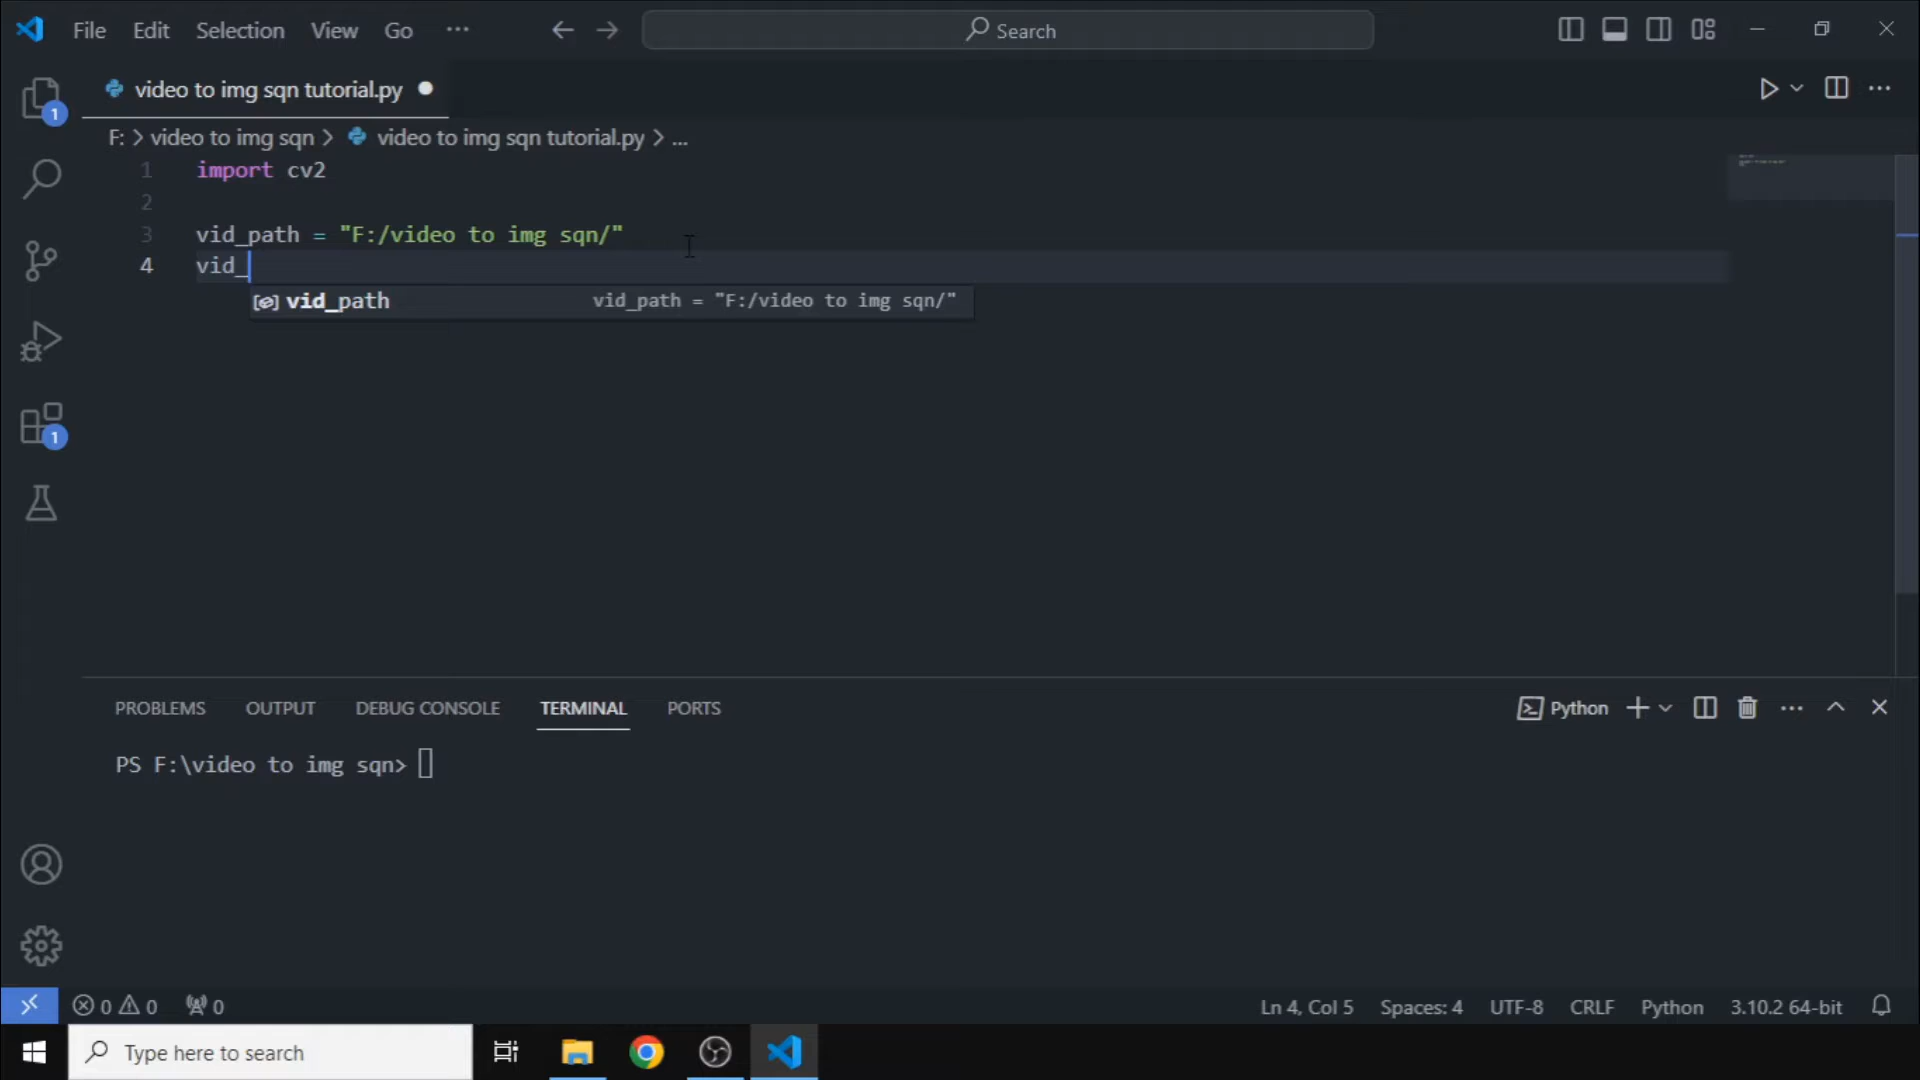 File Edit Selection View Go ··· Search
video to img sqn tutorial.py
F: > video to img sqn > video to img sqn tutorial.py > ...
1 import cv2
2
3 vid_path = "F:/video to img sqn/"
4 vid_
vid_path vid_path = "F:/video to img sqn/"
1
1
PROBLEMS OUTPUT DEBUG CONSOLE TERMINAL PORTS Python
PS F:\video to img sqn>
0 0 0 Ln 4, Col 5 Spaces: 4 UTF-8 CRLF Python 3.10.2 64-bit
Type here to search